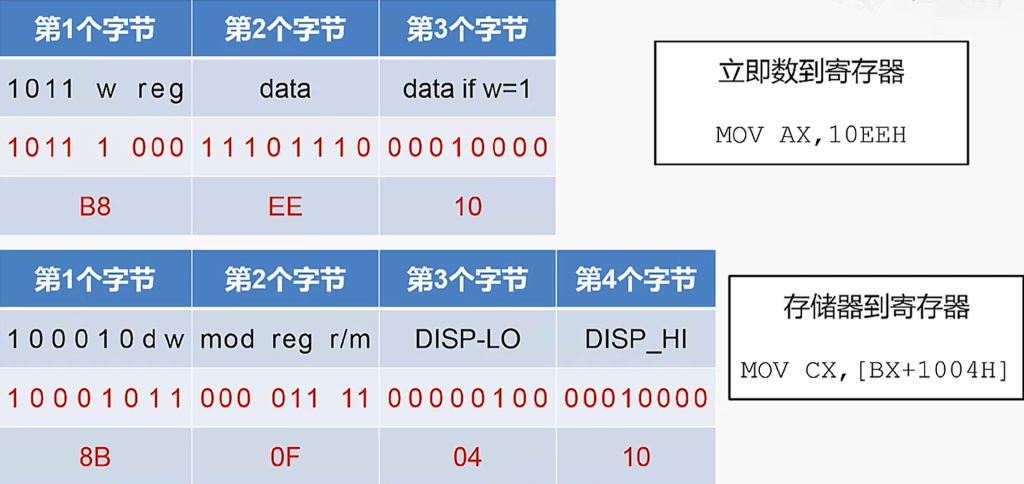 第1个字节 第2个字节 第3个字节
1011 w reg data data if w=1
1011 1 000 11101110 00010000
B8 EE 10
立即数到寄存器
MOV AX,10EEH
第1个字节 第2个字节 第3个字节 第4个字节
100010dw mod reg r/m DISP-LO DISP_HI
10001011 000 011 11 00000100 00010000
8B 0F 04 10
存储器到寄存器
MOV CX,[BX+1004H]